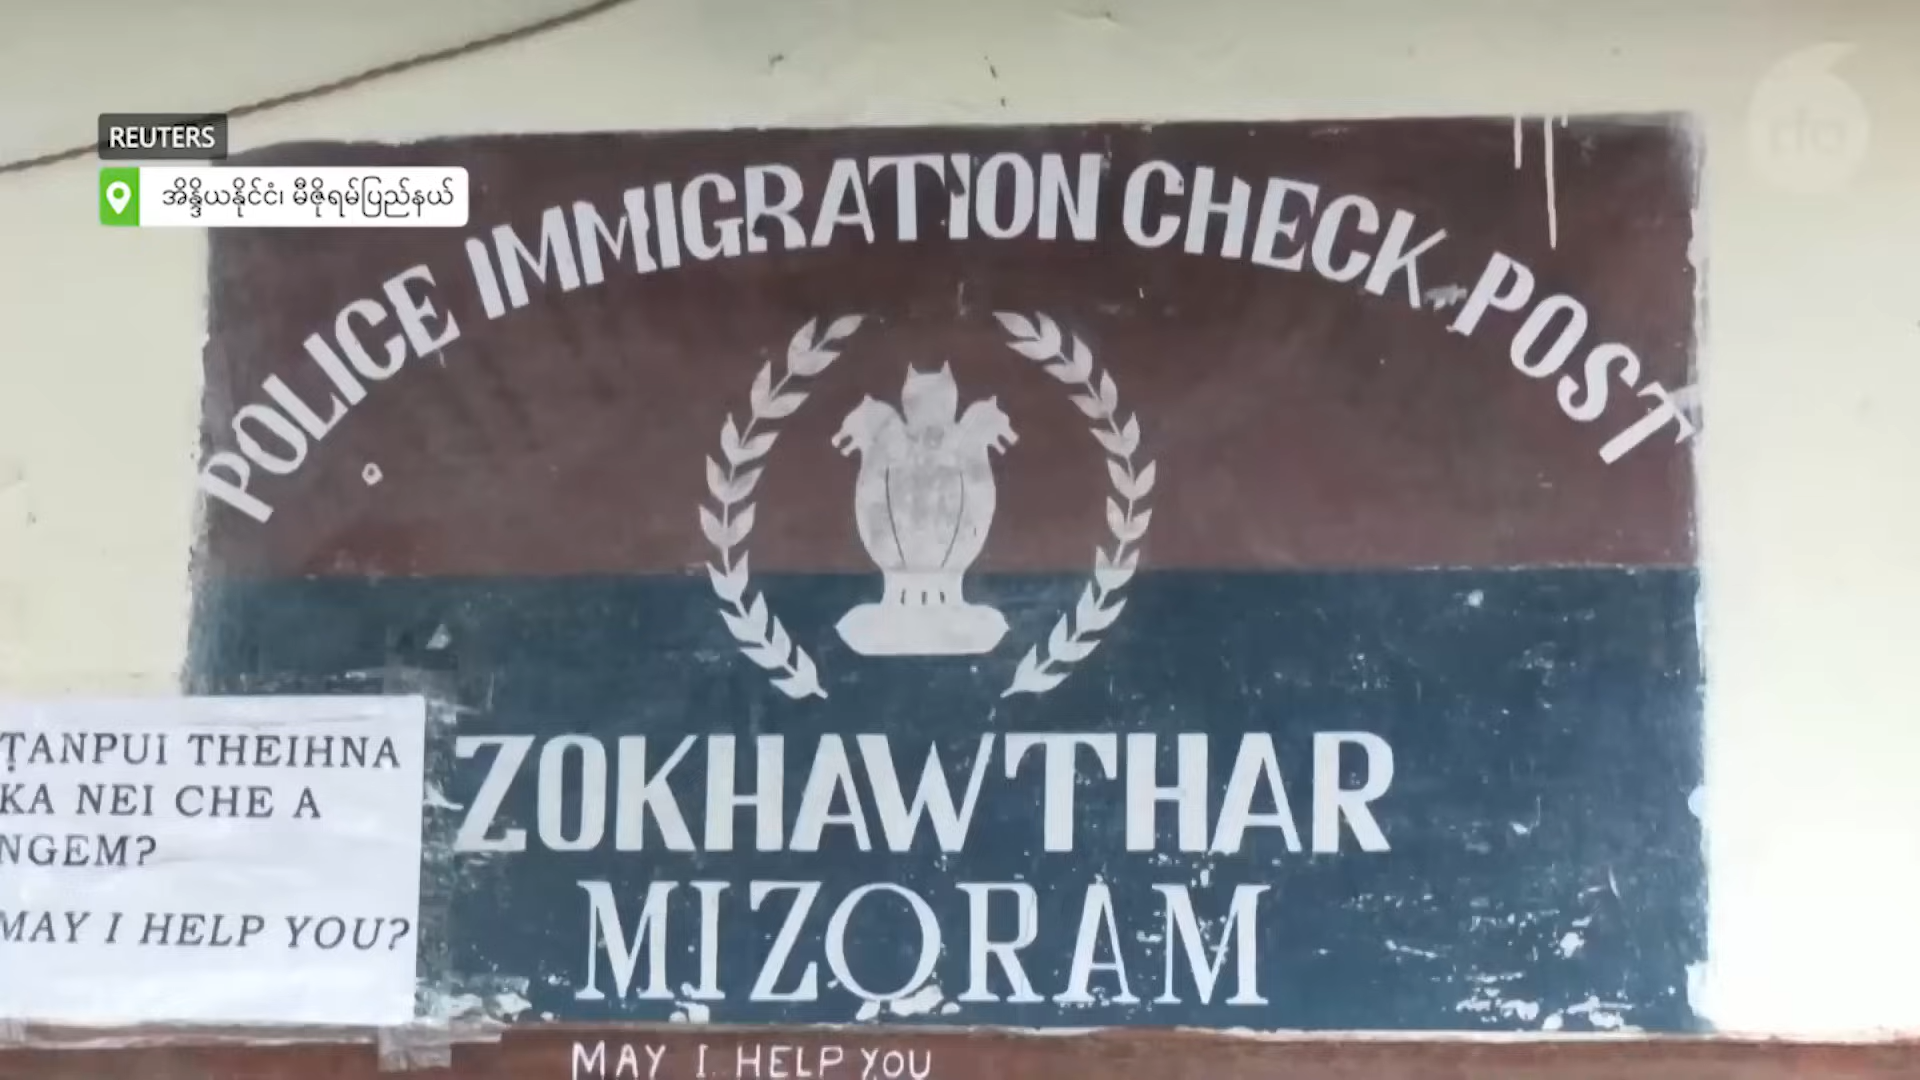 REUTERS
အိန္ဒိယနိုင်ငံ၊ မီဇိုရမ်ပြည်နယ်
POLICE IMMIGRATION CHECK POST
ZOKHAWTHAR
MIZORAM
ṬANPUI THEIHNA
KA NEI CHE A
NGEM?
MAY I HELP YOU?
MAY I HELP YOU